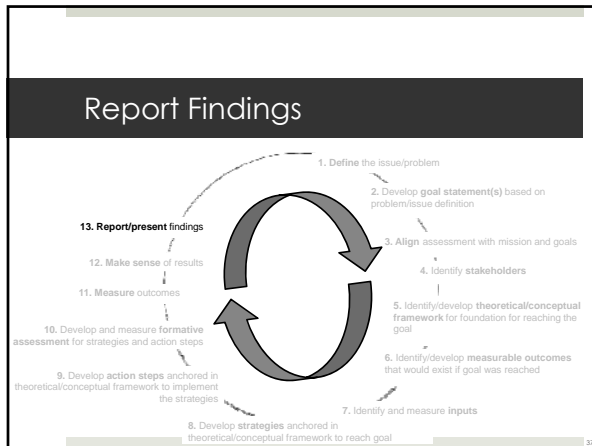 Report Findings
1. Define the issue/problem
2. Develop goal statement(s) based on
problem/issue definition
3. Align assessment with mission and goals
4. Identify stakeholders
5. Identify/develop theoretical/conceptual
framework for foundation for reaching the
goal
6. Identify/develop measurable outcomes
that would exist if goal was reached
7. Identify and measure inputs
8. Develop strategies anchored in
theoretical/conceptual framework to reach goal
9. Develop action steps anchored in
theoretical/conceptual framework to implement
the strategies
10. Develop and measure formative
assessment for strategies and action steps
11. Measure outcomes
12. Make sense of results
13. Report/present findings